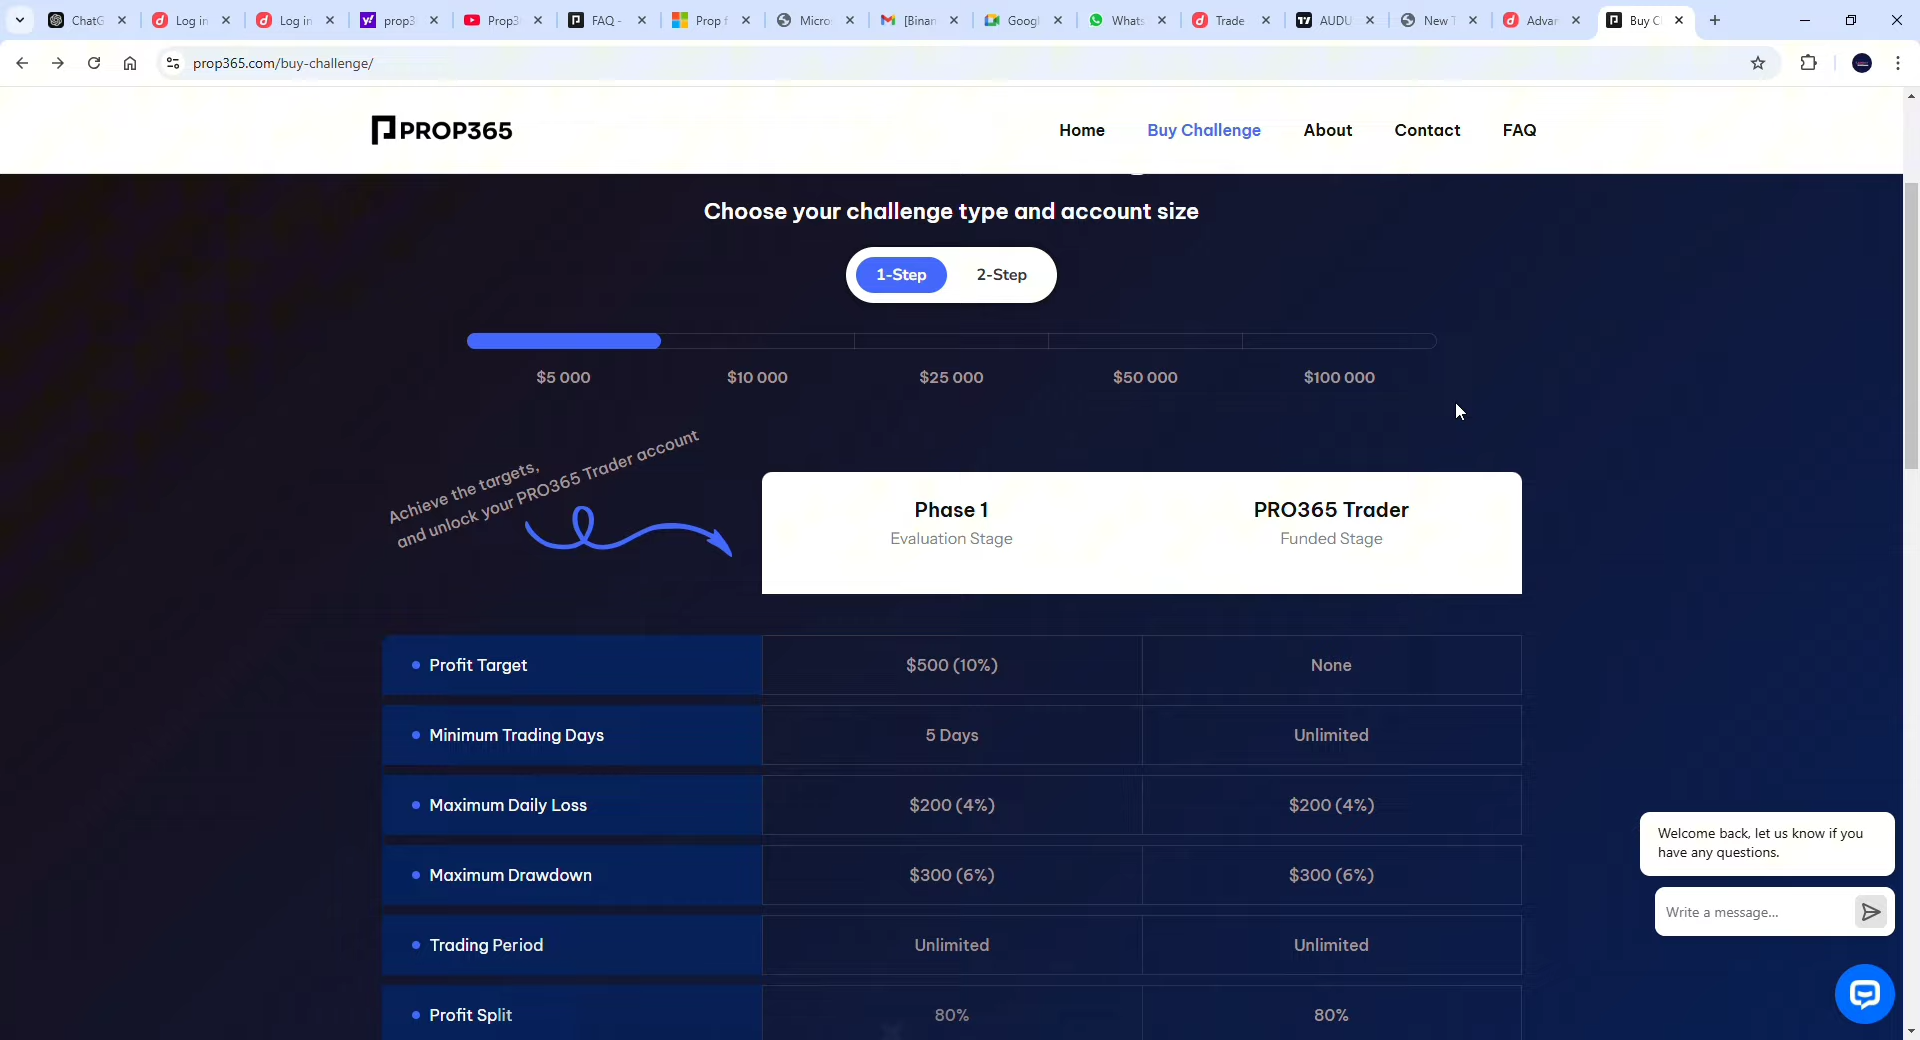 ChatG
Log in
Log in
prop3
Prop3
FAQ -
Prop f
Micro
[Binan
Googl
Whats
Trade
AUDU
New T
Advan
Buy C
prop365.com/buy-challenge/
PROP365
Home
Buy Challenge
About
Contact
FAQ
Choose your challenge type and account size
1-Step
2-Step
$5 000
$10 000
$25 000
$50 000
$100 000
Achieve the targets,
and unlock your PRO365 Trader account
Phase 1
PRO365 Trader
Evaluation Stage
Funded Stage
Profit Target
$500 (10%)
None
Minimum Trading Days
5 Days
Unlimited
Maximum Daily Loss
$200 (4%)
$200 (4%)
Maximum Drawdown
$300 (6%)
$300 (6%)
Trading Period
Unlimited
Unlimited
Profit Split
80%
80%
Welcome back, let us know if you
have any questions.
Write a message...